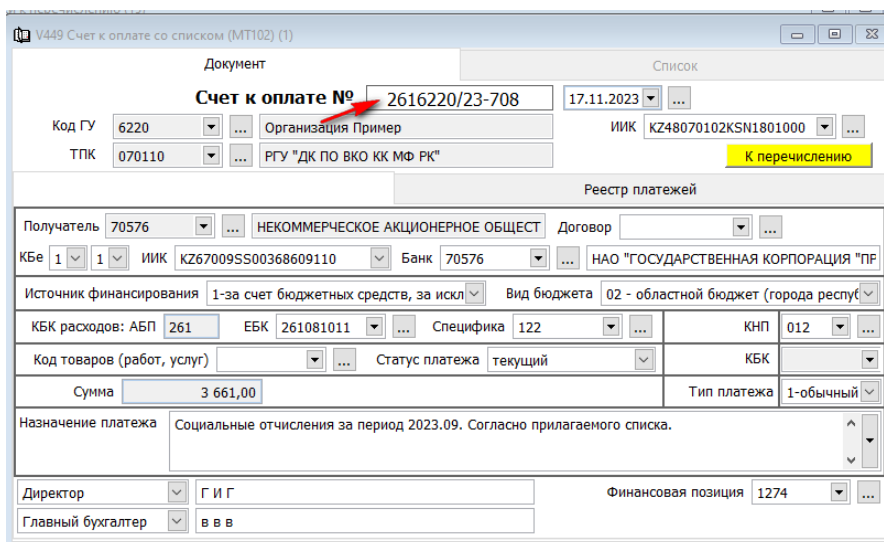 V449 Счет к оплате со списком (МТ102) (1)
Документ
Список
Счет к оплате № 2616220/23-708 17.11.2023 ...
Код ГУ 6220 ... Организация Пример ИИК KZ48070102KSN1801000 ...
ТПК 070110 ... РГУ "ДК ПО ВКО КК МФ РК" К перечислению
Реестр платежей
Получатель 70576 ... НЕКОММЕРЧЕСКОЕ АКЦИОНЕРНОЕ ОБЩЕСТ Договор ...
КБе 1 1 ИИК KZ67009SS00368609110 Банк 70576 ... НАО "ГОСУДАРСТВЕННАЯ КОРПОРАЦИЯ "ПР
Источник финансирования 1-за счет бюджетных средств, за искл Вид бюджета 02 - областной бюджет (города респуб
КБК расходов: АБП 261 ЕБК 261081011 ... Специфика 122 ... КНП 012 ...
Код товаров (работ, услуг) ... Статус платежа текущий КБК
Сумма 3 661,00 Тип платежа 1-обычный
Назначение платежа Социальные отчисления за период 2023.09. Согласно прилагаемого списка.
Директор Г И Г Финансовая позиция 1274 ...
Главный бухгалтер в в в